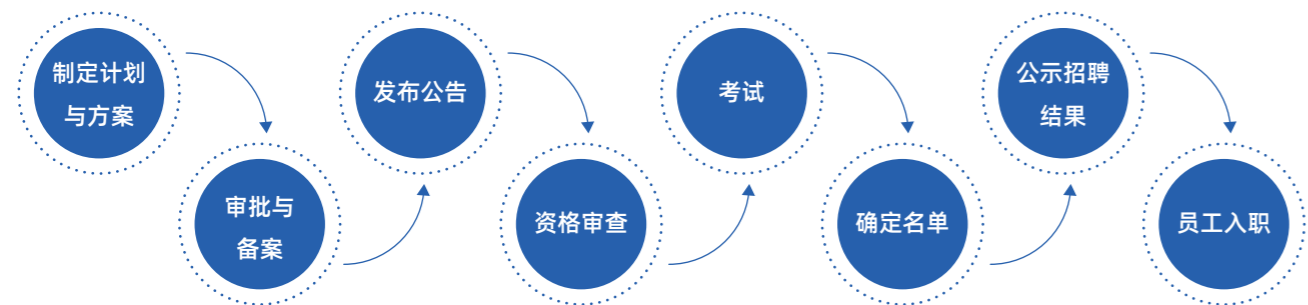 制定计划
与方案
审批与
备案
发布公告
资格审查
考试
确定名单
公示招聘
结果
员工入职